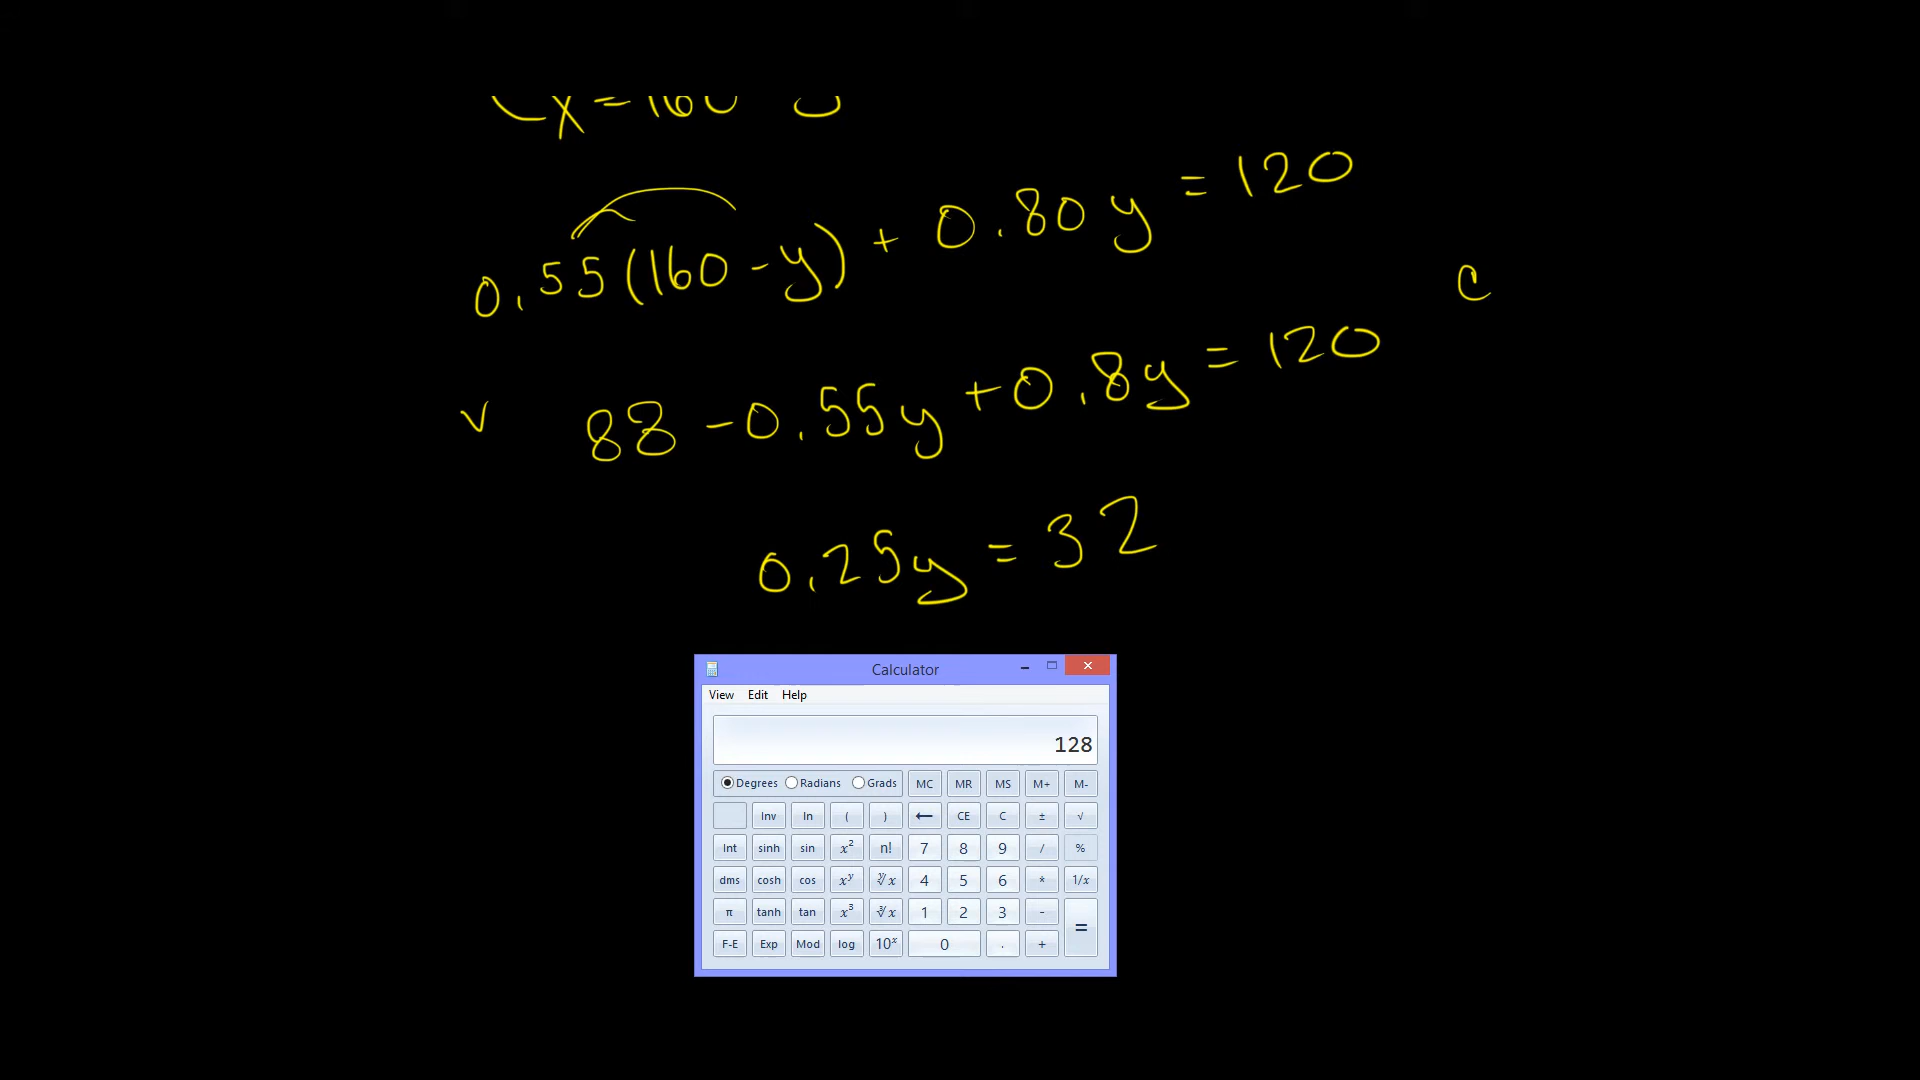 x = 160
0.55(160 - y) + 0.80y = 120
c
v 88 - 0.55y + 0.8y = 120
0.25y = 32
Calculator
View Edit Help
128
Degrees Radians Grads MC MR MS M+ M-
Inv ln ( ) ← CE C ± √
Int sinh sin x² n! 7 8 9 / %
dms cosh cos xʸ ʸ√x 4 5 6 * 1/x
π tanh tan x³ ³√x 1 2 3 - =
F-E Exp Mod log 10ˣ 0 . +